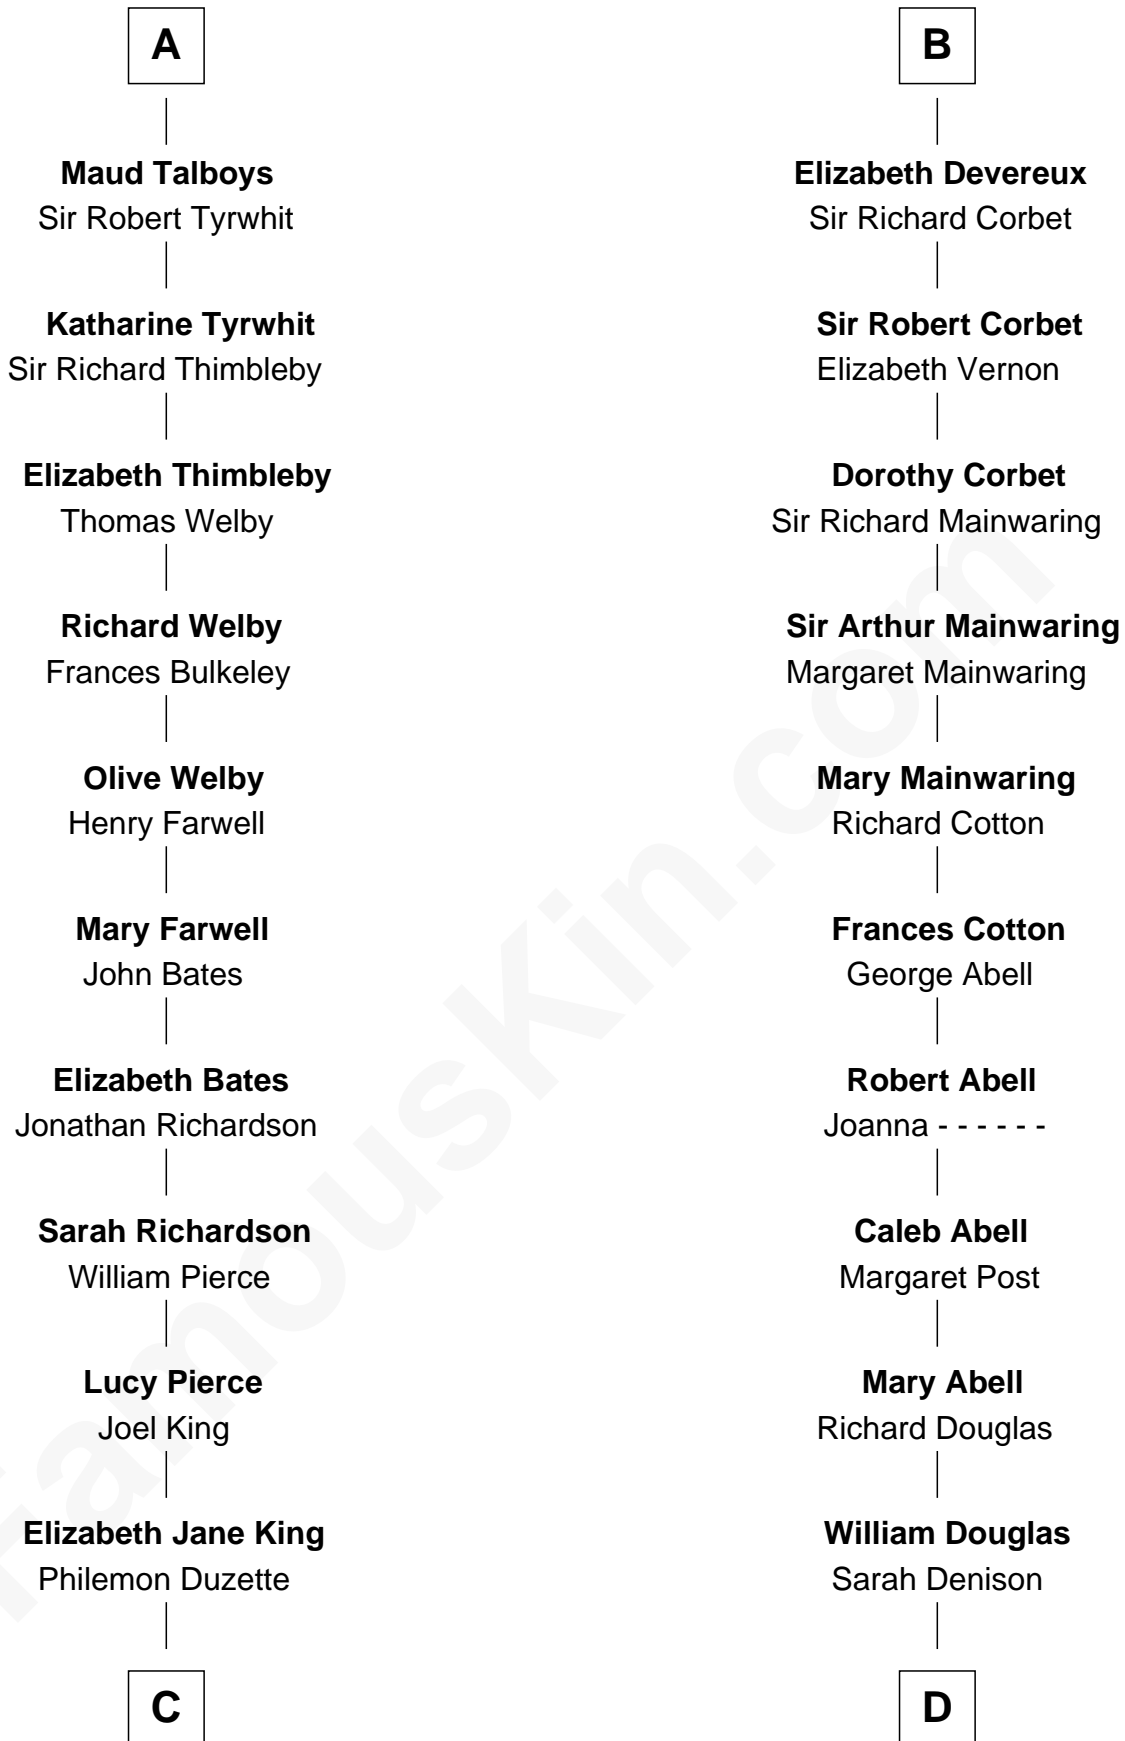 A
Maud Talboys
Sir Robert Tyrwhit
Katharine Tyrwhit
Sir Richard Thimbleby
Elizabeth Thimbleby
Thomas Welby
Richard Welby
Frances Bulkeley
Olive Welby
Henry Farwell
Mary Farwell
John Bates
Elizabeth Bates
Jonathan Richardson
Sarah Richardson
William Pierce
Lucy Pierce
Joel King
Elizabeth Jane King
Philemon Duzette
C
B
Elizabeth Devereux
Sir Richard Corbet
Sir Robert Corbet
Elizabeth Vernon
Dorothy Corbet
Sir Richard Mainwaring
Sir Arthur Mainwaring
Margaret Mainwaring
Mary Mainwaring
Richard Cotton
Frances Cotton
George Abell
Robert Abell
Joanna - - - - - -
Caleb Abell
Margaret Post
Mary Abell
Richard Douglas
William Douglas
Sarah Denison
D
FamousKin.com